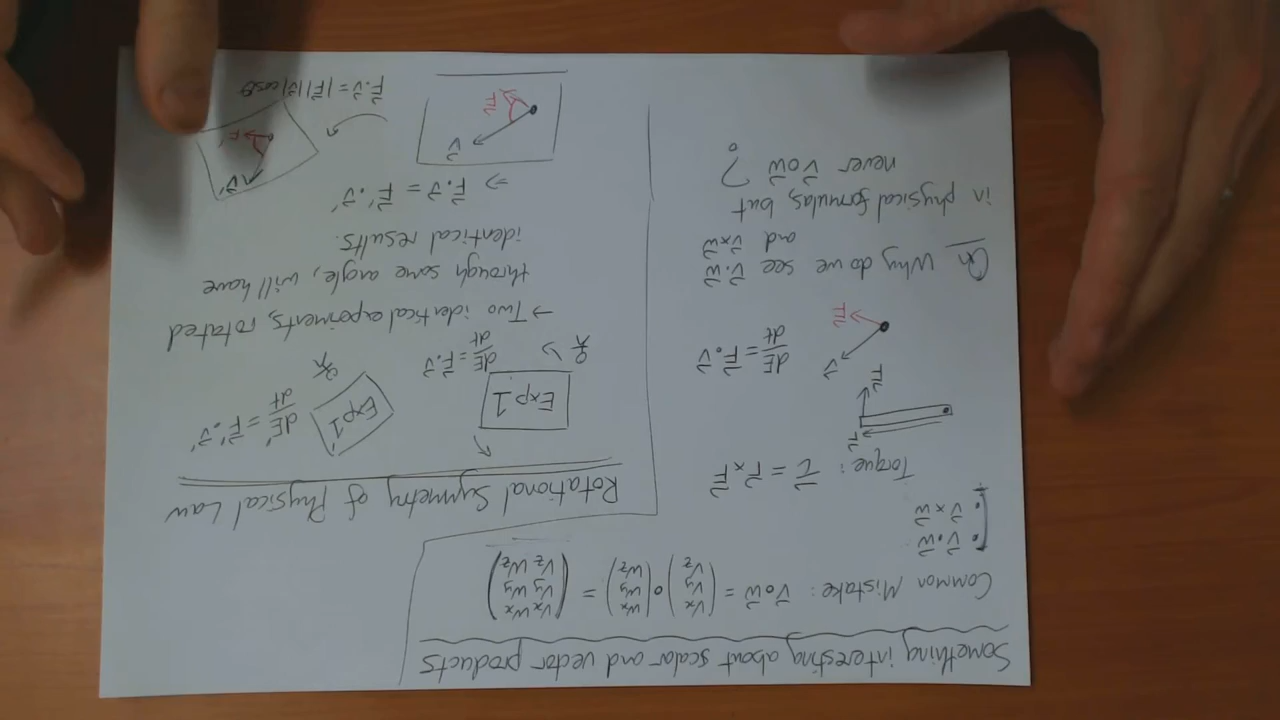 Something interesting about scalar and vector products
Common Mistake: v⃗∘w⃗ = (vx vy vz)∘(wx wy wz) = (vxwx vywy vzwz)
• v⃗·w⃗
• v⃗×w⃗
Torque: τ⃗ = r⃗×F⃗
r⃗
F⃗
v⃗
F⃗
dE/dt = F⃗·v⃗
Qn Why do we see v⃗·w⃗
and v⃗×w⃗
in physical formulas, but
never v⃗∘w⃗ ?
Rotational Symmetry of Physical Law
Exp 1
dE/dt = F⃗·v⃗
Exp 1'
dE'/dt = F⃗'·v⃗'
→ Two identical experiments, rotated
through some angle, will have
identical results.
⇒ F⃗·v⃗ = F⃗'·v⃗'
v⃗
F⃗
v⃗'
F⃗'
F⃗·v⃗ = |F⃗||v⃗|cosθ